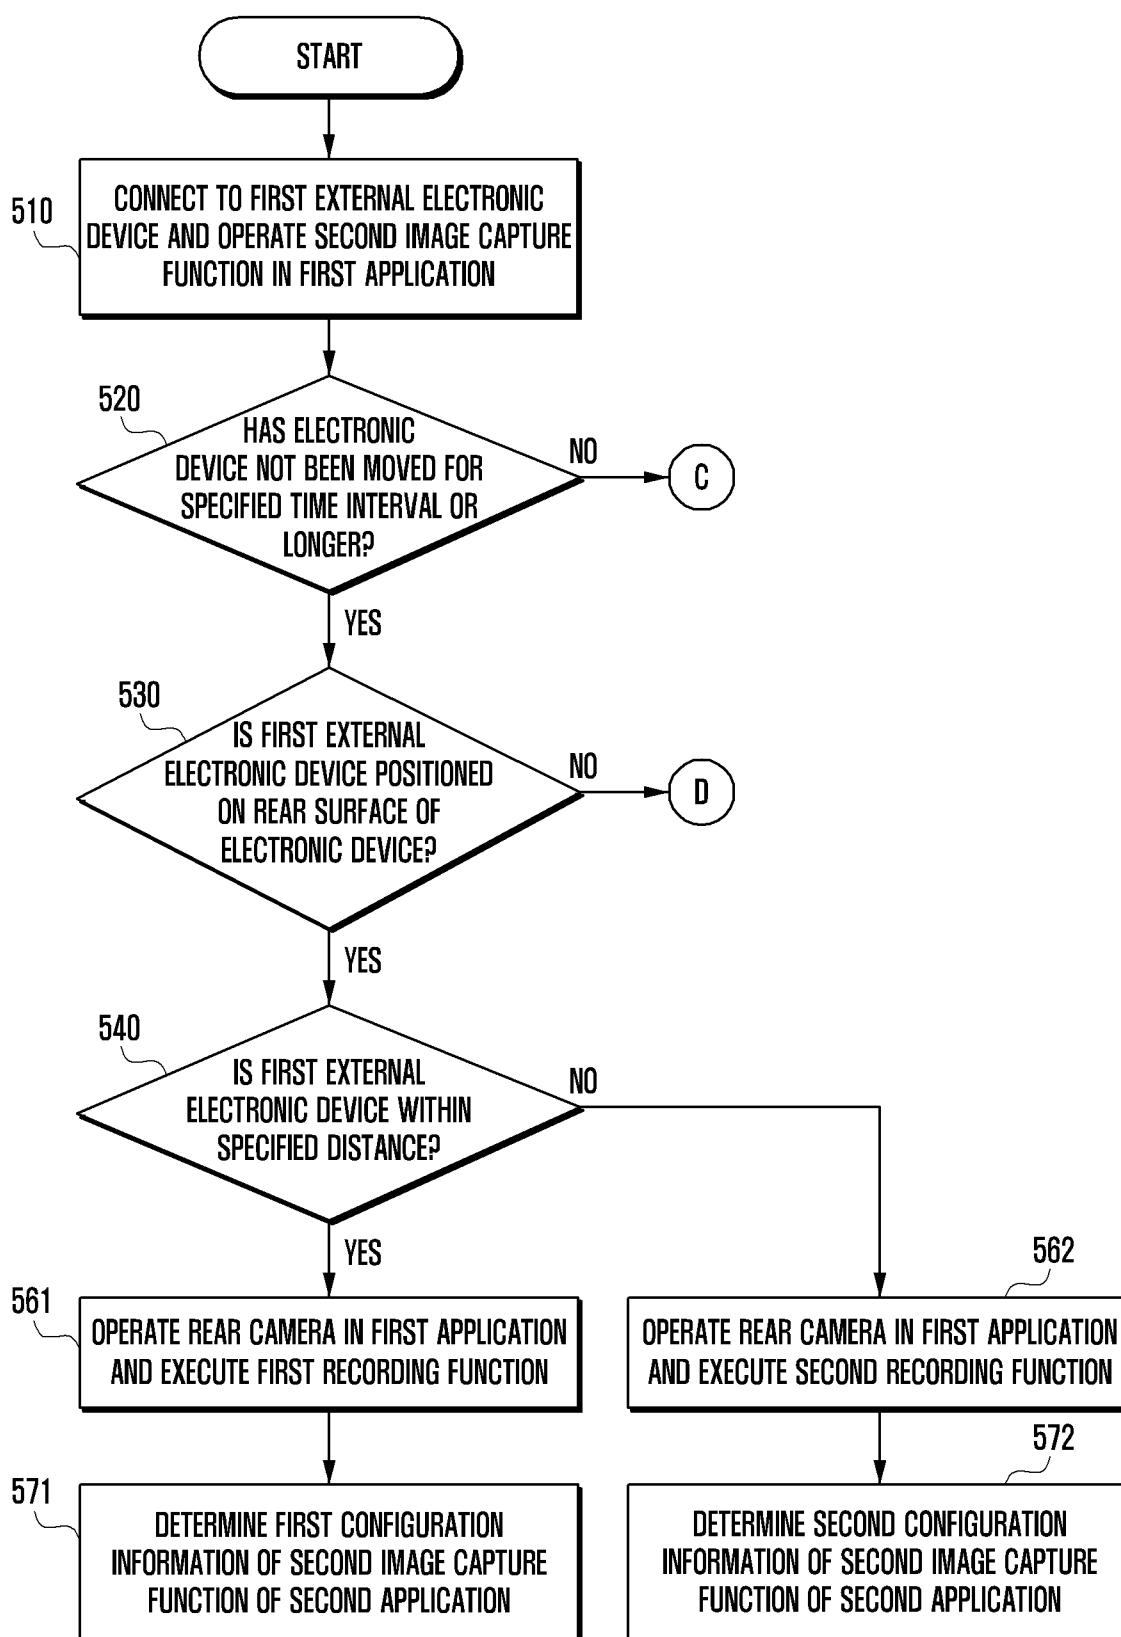 START
510
CONNECT TO FIRST EXTERNAL ELECTRONIC
DEVICE AND OPERATE SECOND IMAGE CAPTURE
FUNCTION IN FIRST APPLICATION
520
HAS ELECTRONIC
DEVICE NOT BEEN MOVED FOR
SPECIFIED TIME INTERVAL OR
LONGER?
NO
C
YES
530
IS FIRST EXTERNAL
ELECTRONIC DEVICE POSITIONED
ON REAR SURFACE OF
ELECTRONIC DEVICE?
NO
D
YES
540
IS FIRST EXTERNAL
ELECTRONIC DEVICE WITHIN
SPECIFIED DISTANCE?
NO
YES
561
OPERATE REAR CAMERA IN FIRST APPLICATION
AND EXECUTE FIRST RECORDING FUNCTION
562
OPERATE REAR CAMERA IN FIRST APPLICATION
AND EXECUTE SECOND RECORDING FUNCTION
571
DETERMINE FIRST CONFIGURATION
INFORMATION OF SECOND IMAGE CAPTURE
FUNCTION OF SECOND APPLICATION
572
DETERMINE SECOND CONFIGURATION
INFORMATION OF SECOND IMAGE CAPTURE
FUNCTION OF SECOND APPLICATION